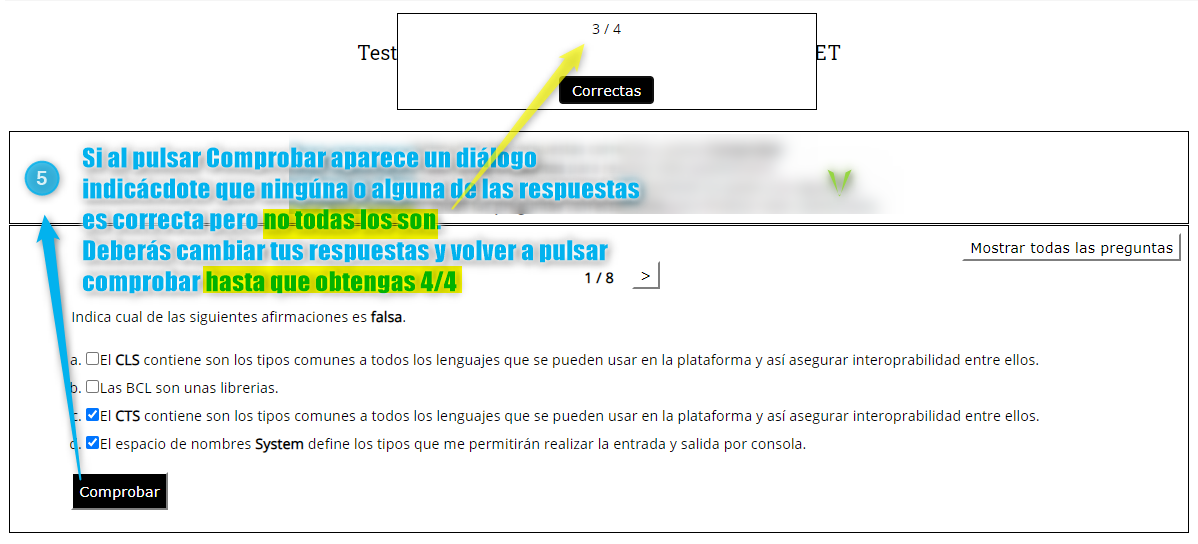 3 / 4
Test
ET
Correctas
5
Si al pulsar Comprobar aparece un diálogo
indicácdote que ningúna o alguna de las respuestas
es correcta pero no todas los son.
Deberás cambiar tus respuestas y volver a pulsar
comprobar hasta que obtengas 4/4
Mostrar todas las preguntas
1 / 8 >
Indica cual de las siguientes afirmaciones es falsa.
a. El CLS contiene son los tipos comunes a todos los lenguajes que se pueden usar en la plataforma y así asegurar interoprabilidad entre ellos.
b. Las BCL son unas librerias.
c. El CTS contiene son los tipos comunes a todos los lenguajes que se pueden usar en la plataforma y así asegurar interoprabilidad entre ellos.
d. El espacio de nombres System define los tipos que me permitirán realizar la entrada y salida por consola.
Comprobar